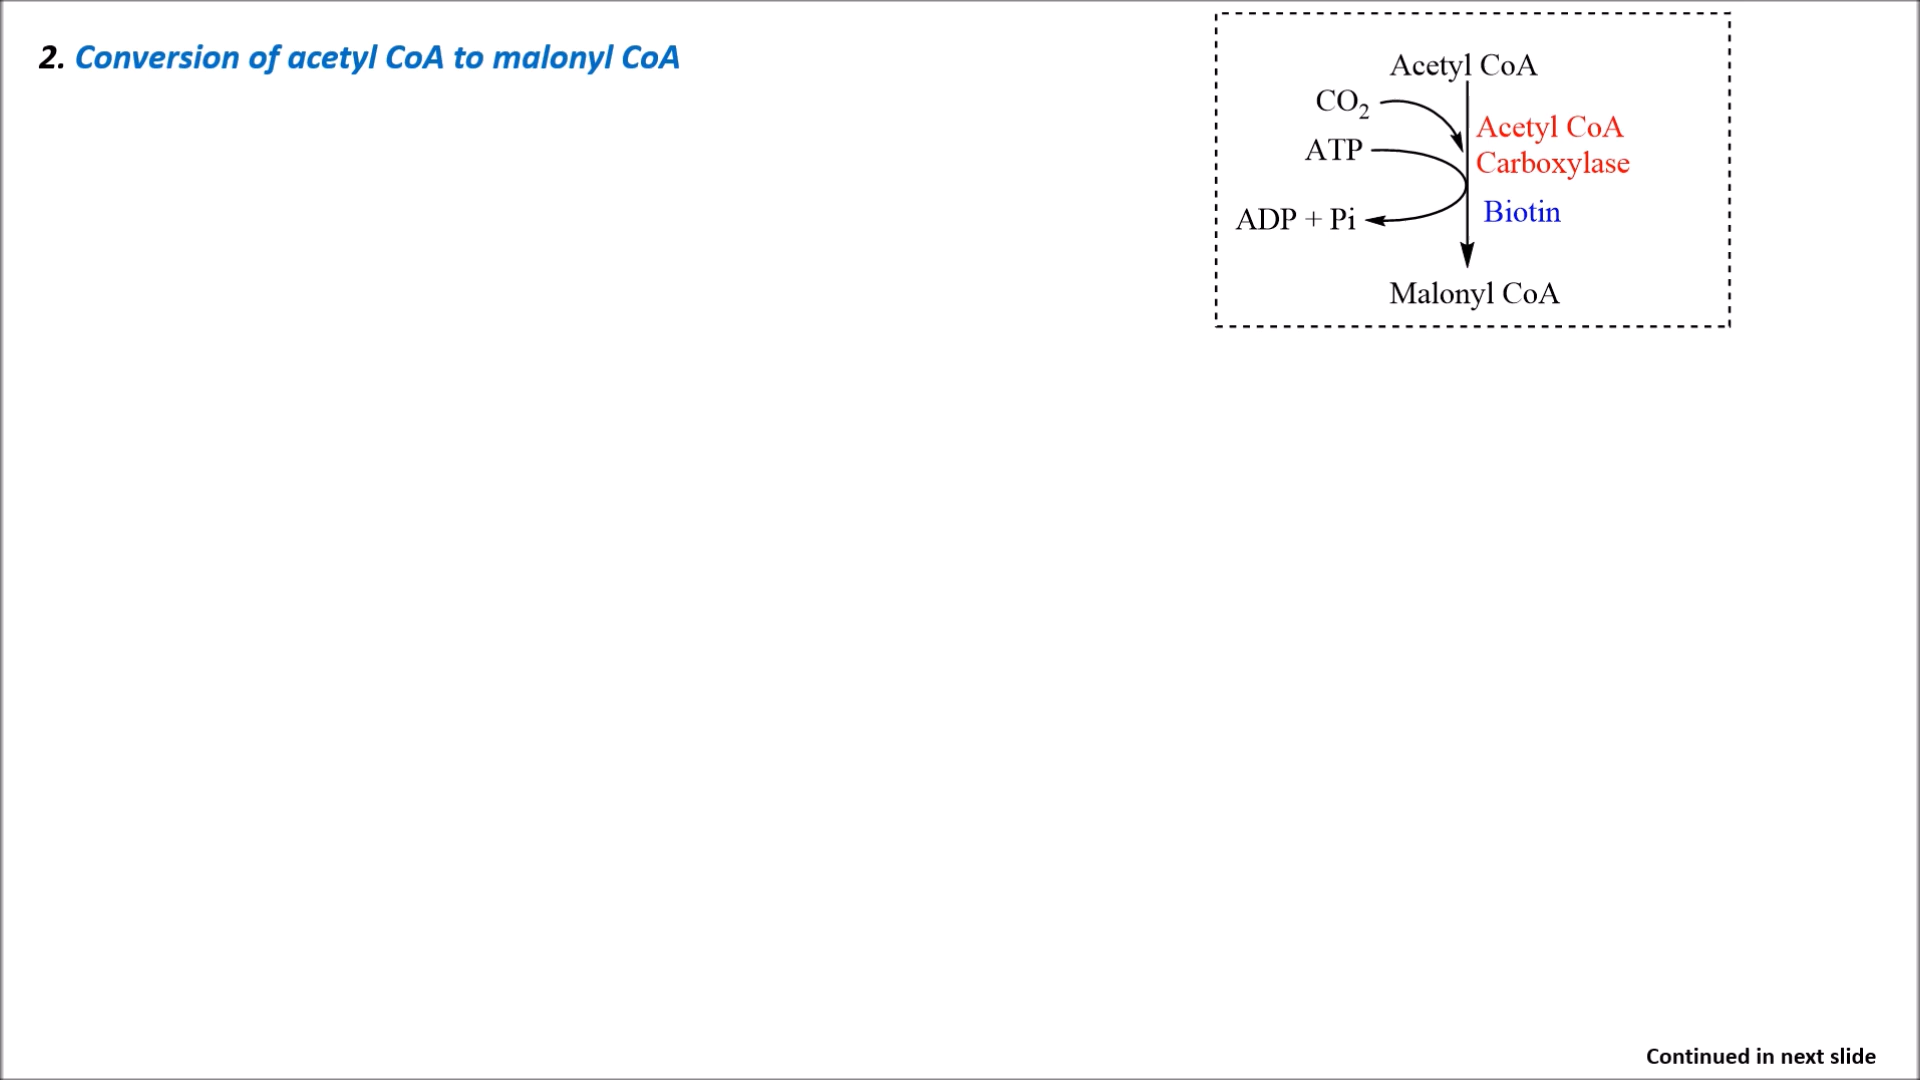 2. Conversion of acetyl CoA to malonyl CoA
Acetyl CoA
CO2
Acetyl CoA
Carboxylase
ATP
Biotin
ADP + Pi
Malonyl CoA
Continued in next slide